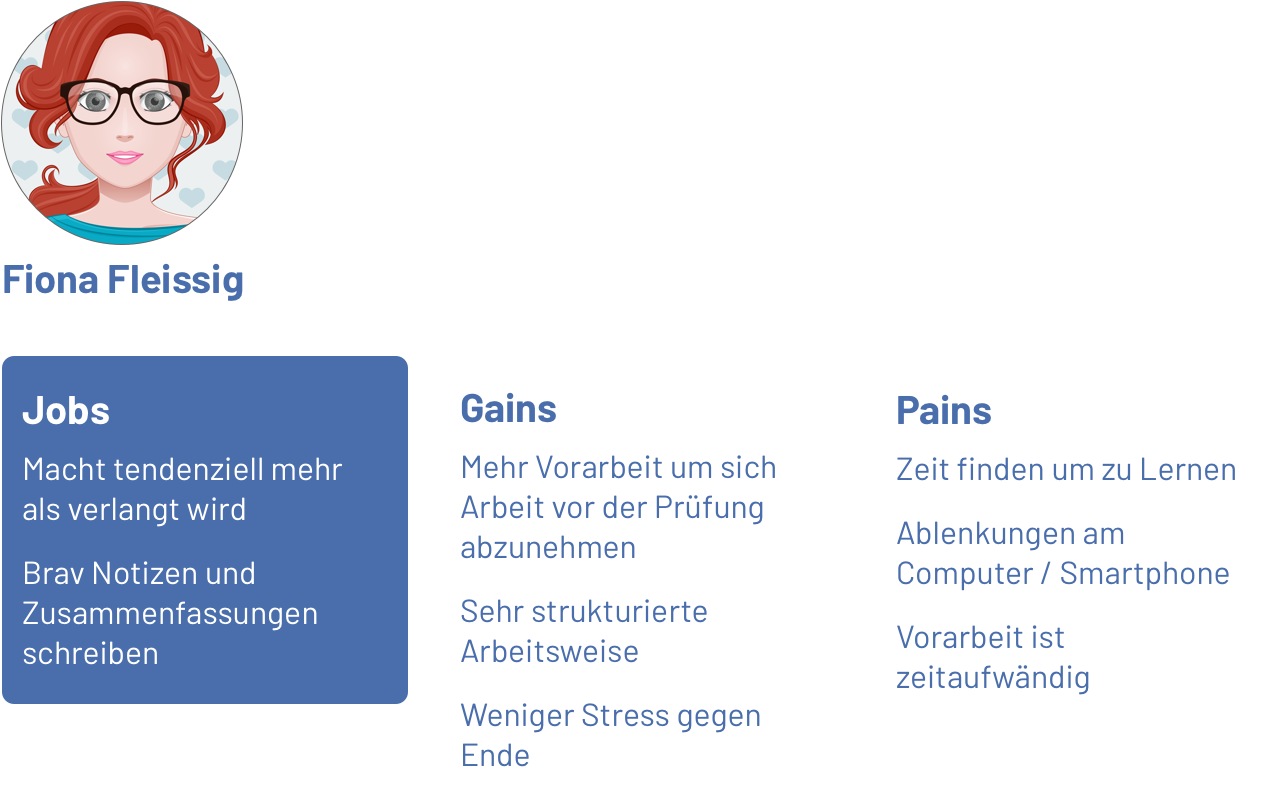 Fiona Fleissig
Jobs
Macht tendenziell mehr
als verlangt wird
Brav Notizen und
Zusammenfassungen
schreiben
Gains
Mehr Vorarbeit um sich
Arbeit vor der Prüfung
abzunehmen
Sehr strukturierte
Arbeitsweise
Weniger Stress gegen
Ende
Pains
Zeit finden um zu Lernen
Ablenkungen am
Computer / Smartphone
Vorarbeit ist
zeitaufwändig